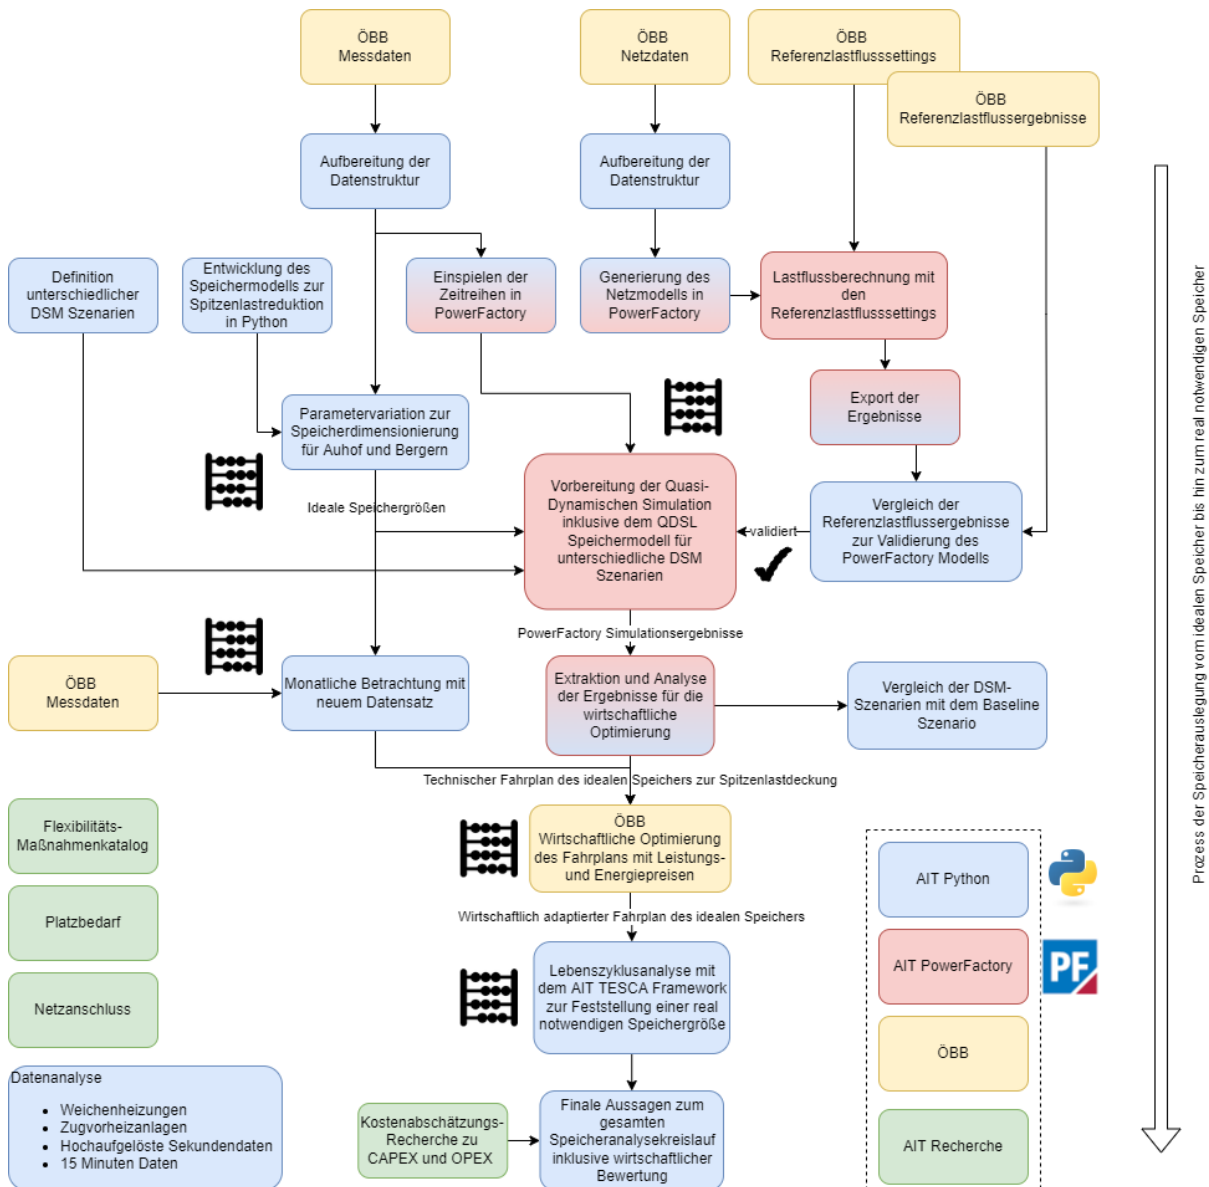 ÖBB
Messdaten
ÖBB
Netzdaten
ÖBB
Referenzlastflusssettings
ÖBB
Referenzlastflussergebnisse
Aufbereitung der
Datenstruktur
Aufbereitung der
Datenstruktur
Definition
unterschiedlicher
DSM Szenarien
Entwicklung des
Speichermodells zur
Spitzenlastreduktion
in Python
Einspielen der
Zeitreihen in
PowerFactory
Generierung des
Netzmodells in
PowerFactory
Lastflussberechnung mit
den
Referenzlastflusssettings
Export der
Ergebnisse
Parametervariation zur
Speicherdimensionierung
für Auhof und Bergern
Ideale Speichergrößen
Vorbereitung der Quasi-
Dynamischen Simulation
inklusive dem QDSL
Speichermodell für
unterschiedliche DSM
Szenarien
validiert
Vergleich der
Referenzlastflussergebnisse
zur Validierung des
PowerFactory Modells
PowerFactory Simulationsergebnisse
ÖBB
Messdaten
Monatliche Betrachtung mit
neuem Datensatz
Extraktion und Analyse
der Ergebnisse für die
wirtschaftliche
Optimierung
Vergleich der DSM-
Szenarien mit dem Baseline
Szenario
Technischer Fahrplan des idealen Speichers zur Spitzenlastdeckung
ÖBB
Wirtschaftliche Optimierung
des Fahrplans mit Leistungs-
und Energiepreisen
Wirtschaftlich adaptierter Fahrplan des idealen Speichers
Lebenszyklusanalyse mit
dem AIT TESCA Framework
zur Feststellung einer real
notwendigen Speichergröße
Kostenabschätzungs-
Recherche zu
CAPEX und OPEX
Finale Aussagen zum
gesamten
Speicheranalysekreislauf
inklusive wirtschaftlicher
Bewertung
Flexibilitäts-
Maßnahmenkatalog
Platzbedarf
Netzanschluss
Datenanalyse
• Weichenheizungen
• Zugvorheizanlagen
• Hochaufgelöste Sekundendaten
• 15 Minuten Daten
AIT Python
AIT PowerFactory
PF
ÖBB
AIT Recherche
Prozess der Speicherauslegung vom idealen Speicher bis hin zum real notwendigen Speicher